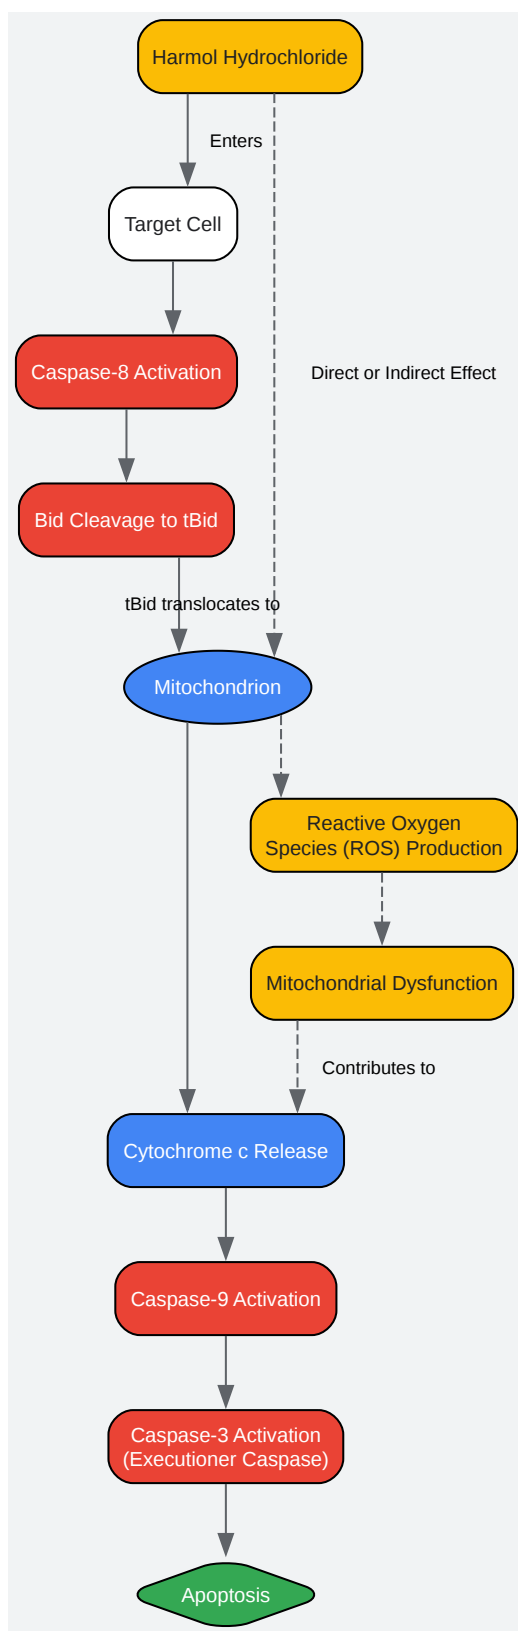 Harmol Hydrochloride
Enters
Target Cell
Caspase-8 Activation
Direct or Indirect Effect
Bid Cleavage to tBid
tBid translocates to
Mitochondrion
Reactive Oxygen
Species (ROS) Production
Mitochondrial Dysfunction
Contributes to
Cytochrome c Release
Caspase-9 Activation
Caspase-3 Activation
(Executioner Caspase)
Apoptosis